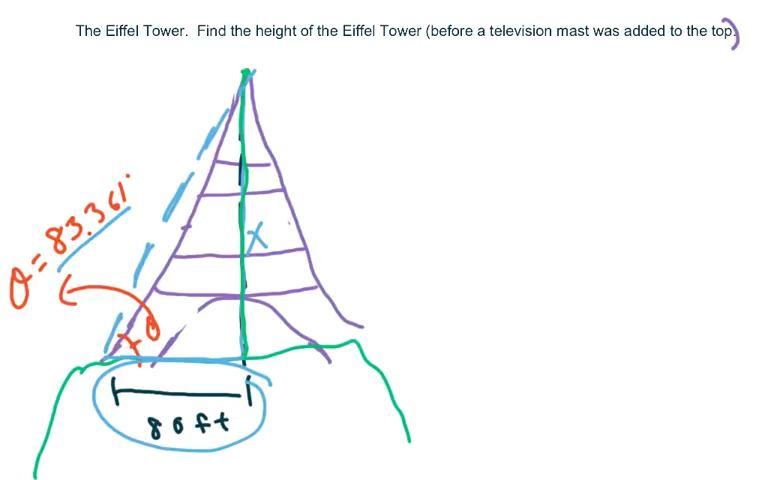 The Eiffel Tower. Find the height of the Eiffel Tower (before a television mast was added to the top.)
θ = 83.361°
X
θ
80 ft